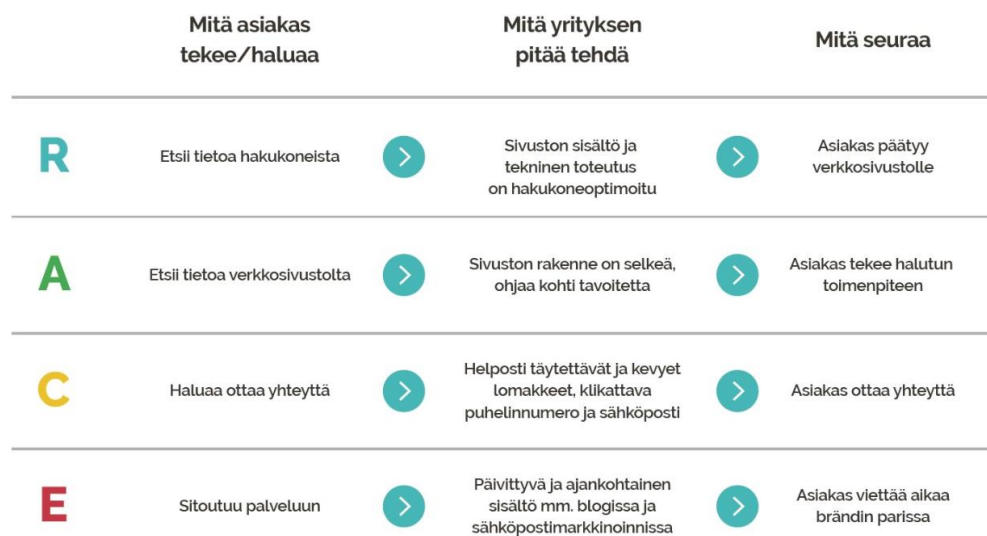 Mitä asiakas
tekee/haluaa
Mitä yrityksen
pitää tehdä
Mitä seuraa
R
Etsii tietoa hakukoneista
Sivuston sisältö ja
tekninen toteutus
on hakukoneoptimoitu
Asiakas päätyy
verkkosivustolle
A
Etsii tietoa verkkosivustolta
Sivuston rakenne on selkeä,
ohjaa kohti tavoitetta
Asiakas tekee halutun
toimenpiteen
C
Haluaa ottaa yhteyttä
Helposti täytettävät ja kevyet
lomakkeet, klikattava
puhelinnumero ja sähköposti
Asiakas ottaa yhteyttä
E
Sitoutuu palveluun
Päivittyvä ja ajankohtainen
sisältö mm. blogissa ja
sähköpostimarkkinoinnissa
Asiakas viettää aikaa
brändin parissa